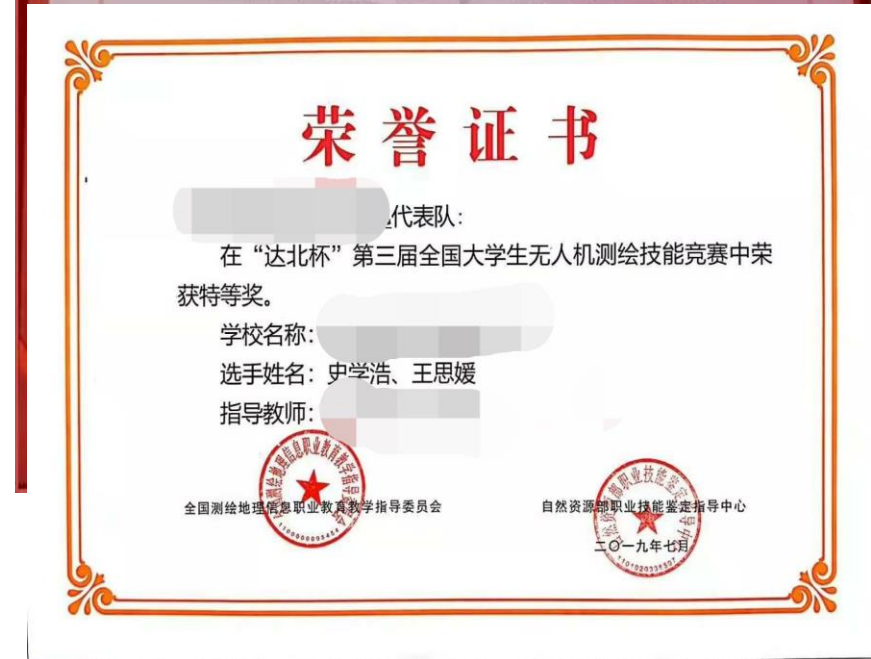 荣誉证书
代表队：
在“达北杯”第三届全国大学生无人机测绘技能竞赛中荣
获特等奖。
学校名称：
选手姓名：史学浩、王思媛
指导教师：
全国测绘地理信息职业教育教学指导委员会
自然资源部职业技能鉴定指导中心
二〇一九年七月